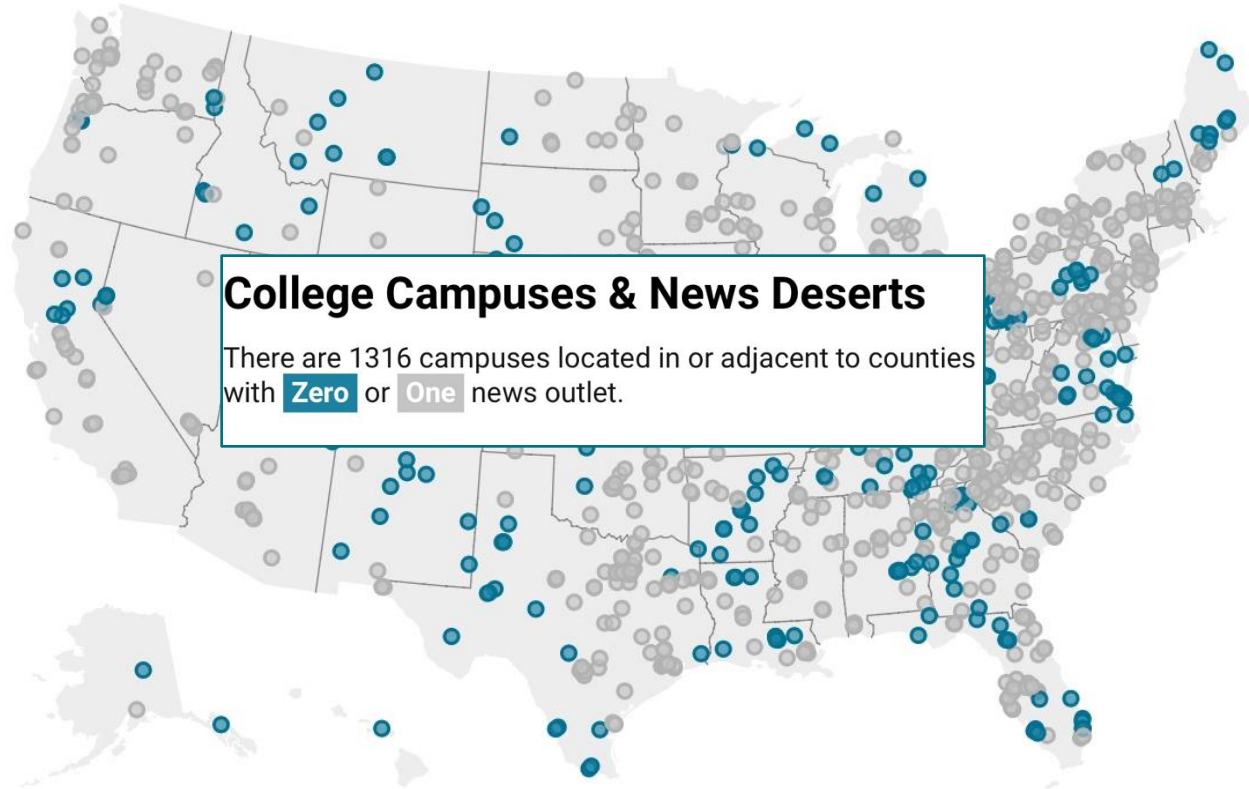 College Campuses & News Deserts
There are 1316 campuses located in or adjacent to counties
with Zero or One news outlet.